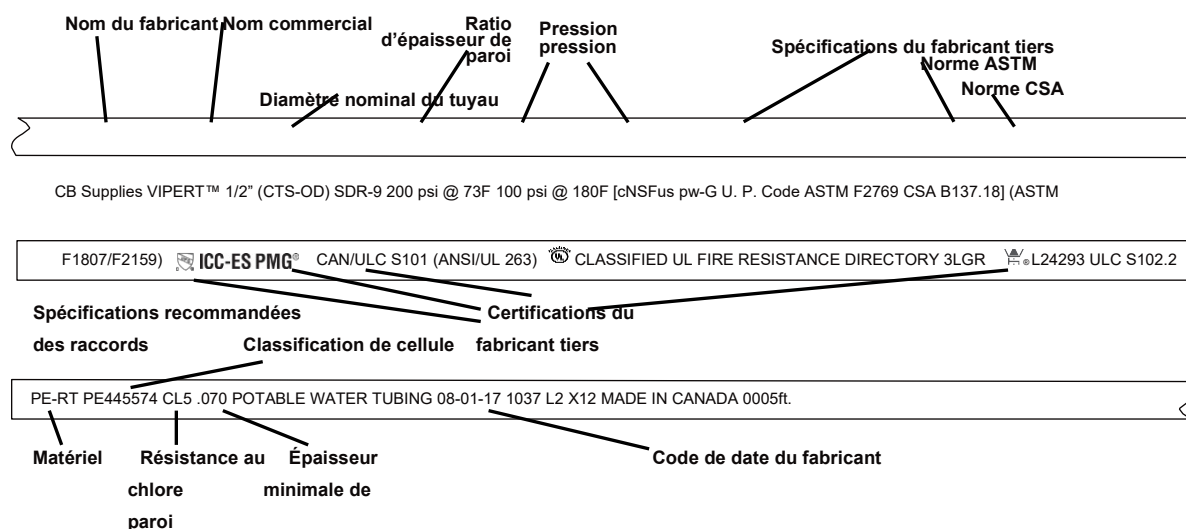 Nom du fabricant Nom commercial
Ratio
d'épaisseur de
paroi
Pression
pression
Spécifications du fabricant tiers
Norme ASTM
Norme CSA
Diamètre nominal du tuyau
CB Supplies VIPERT™ 1/2” (CTS-OD) SDR-9 200 psi @ 73F 100 psi @ 180F [cNSFus pw-G U. P. Code ASTM F2769 CSA B137.18] (ASTM
F1807/F2159) ICC-ES PMG® CAN/ULC S101 (ANSI/UL 263) UL CLASSIFIED UL FIRE RESISTANCE DIRECTORY 3LGR ®L24293 ULC S102.2
Spécifications recommandées
des raccords
Certifications du
fabricant tiers
Classification de cellule
PE-RT PE445574 CL5 .070 POTABLE WATER TUBING 08-01-17 1037 L2 X12 MADE IN CANADA 0005ft.
Matériel
Résistance au
chlore
paroi
Épaisseur
minimale de
Code de date du fabricant